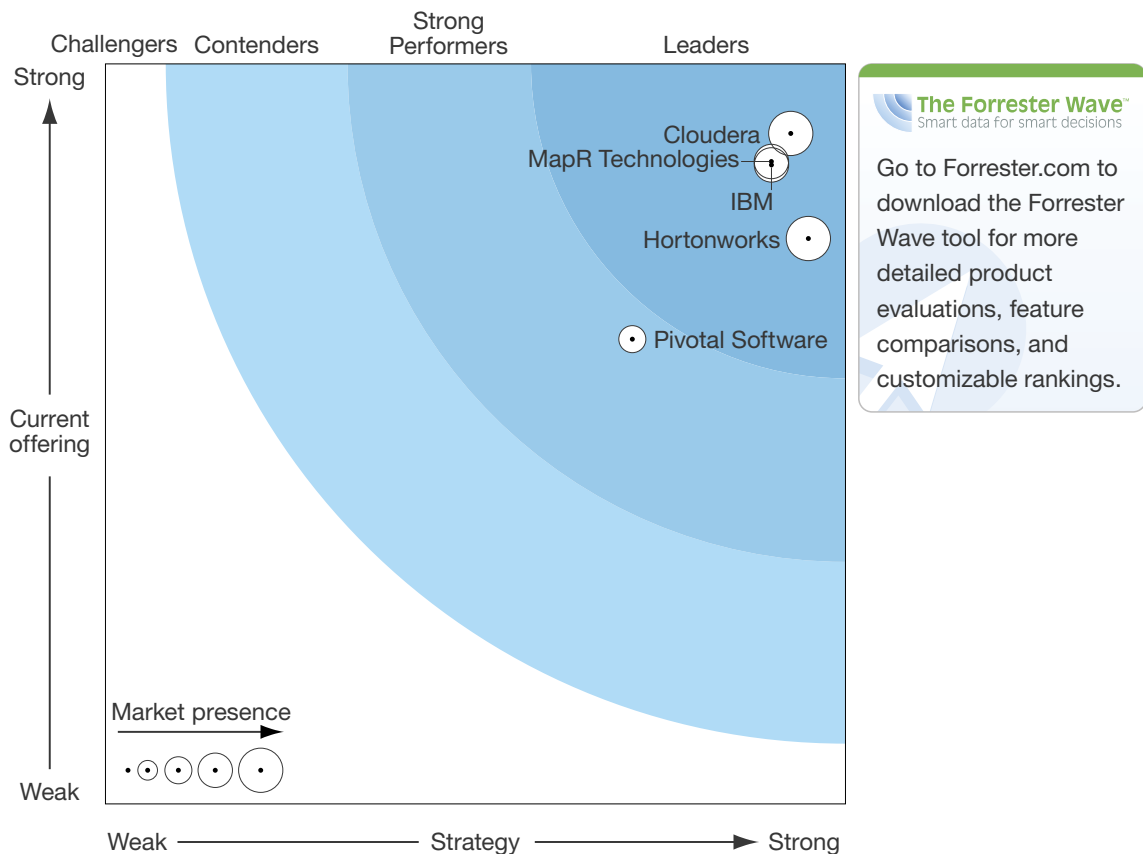 Strong
Performers
Challengers
Contenders
Leaders
Strong
Current
offering
Weak
Cloudera
MapR Technologies
IBM
Hortonworks
Pivotal Software
Market presence
Weak
Strategy
Strong
The Forrester Wave™
Smart data for smart decisions
Go to Forrester.com to
download the Forrester
Wave tool for more
detailed product
evaluations, feature
comparisons, and
customizable rankings.